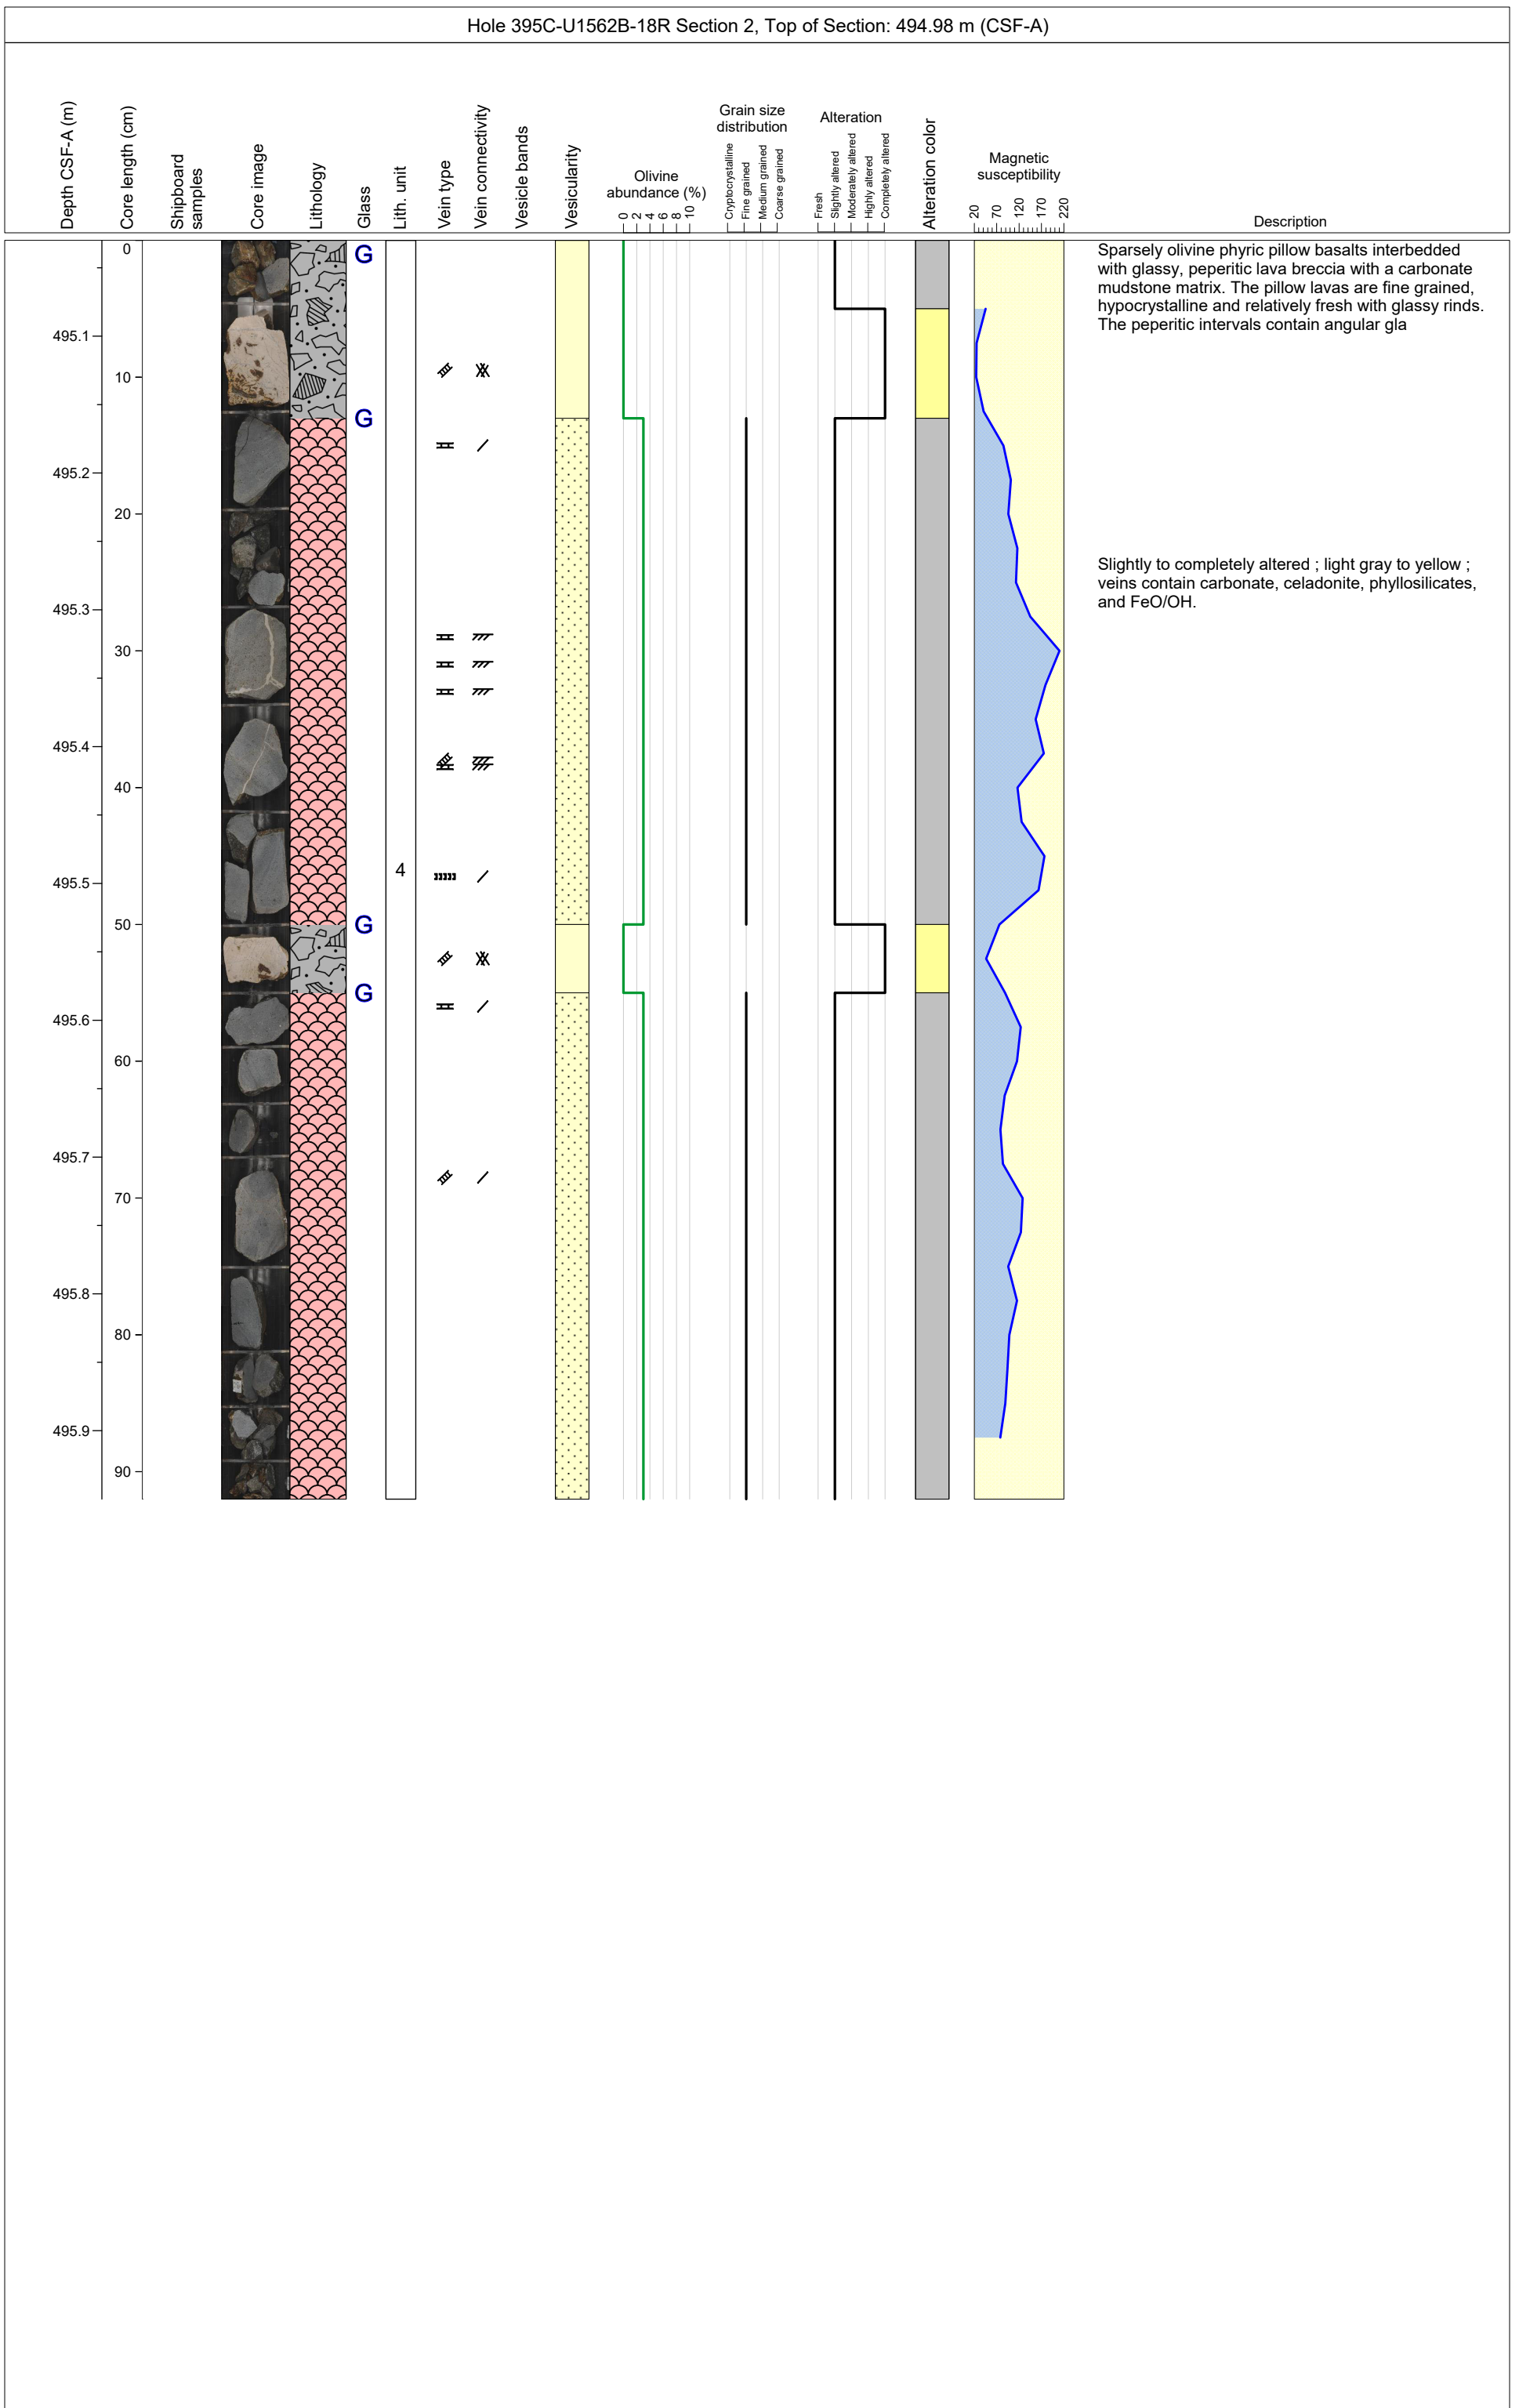 Hole 395C-U1562B-18R Section 2, Top of Section: 494.98 m (CSF-A)
Depth CSF-A (m)
Core length (cm)
Shipboard
samples
Core image
Lithology
Glass
Lith. unit
Vein type
Vein connectivity
Vesicle bands
Vesicularity
Olivine
abundance (%)
0 2 4 6 8 10
Grain size
distribution
Cryptocrystalline
Fine grained
Medium grained
Coarse grained
Alteration
Fresh
Slightly altered
Moderately altered
Highly altered
Completely altered
Alteration color
Magnetic
susceptibility
20 70 120 170 220
Description
0
G
Sparsely olivine phyric pillow basalts interbedded
with glassy, peperitic lava breccia with a carbonate
mudstone matrix. The pillow lavas are fine grained,
hypocrystalline and relatively fresh with glassy rinds.
The peperitic intervals contain angular gla
495.1
10
G
495.2
20
Slightly to completely altered ; light gray to yellow ;
veins contain carbonate, celadonite, phyllosilicates,
and FeO/OH.
495.3
30
495.4
40
4
495.5
50
G
G
495.6
60
495.7
70
495.8
80
495.9
90